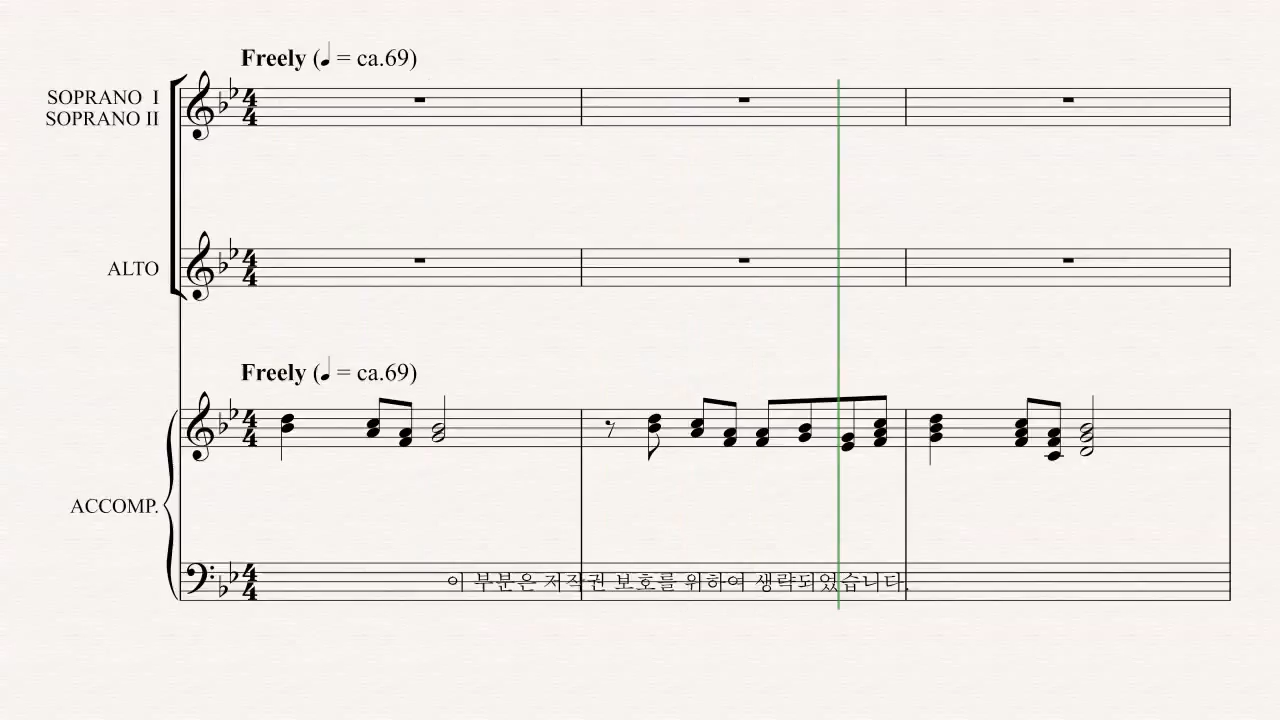 Freely (♩ = ca.69)
SOPRANO I
SOPRANO II
ALTO
Freely (♩ = ca.69)
ACCOMP.
이 부분은 저작권 보호를 위하여 생략되었습니다.